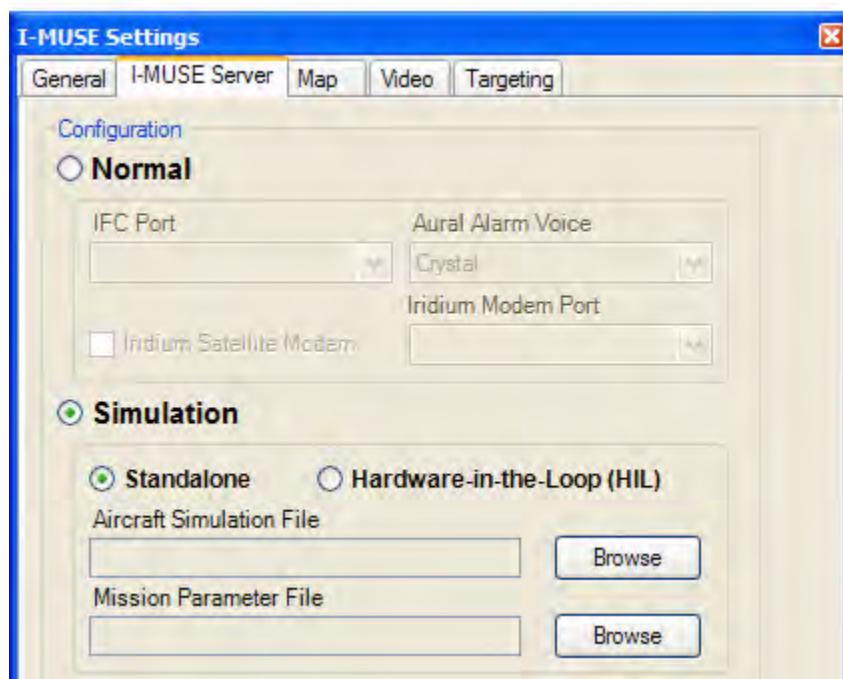 I-MUSE Settings
General I-MUSE Server Map Video Targeting
Configuration
Normal
IFC Port Aural Alarm Voice
Crystal
Iridium Modem Port
Iridium Satellite Modem
Simulation
Standalone Hardware-in-the-Loop (HIL)
Aircraft Simulation File
Browse
Mission Parameter File
Browse